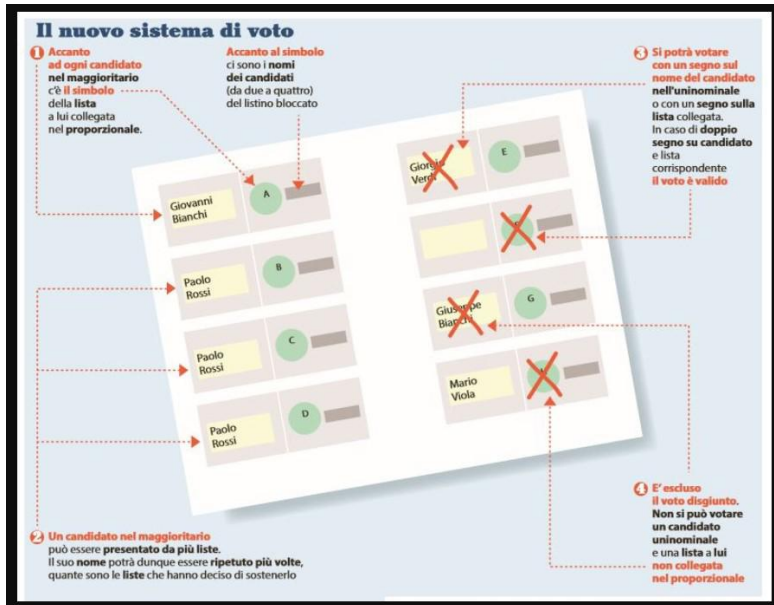 Il nuovo sistema di voto
1 Accanto
ad ogni candidato
nel maggioritario
c'è il simbolo
della lista
a lui collegata
nel proporzionale.
Accanto al simbolo
ci sono i nomi
dei candidati
(da due a quattro)
del listino bloccato
3 Si potrà votare
con un segno sul
nome del candidato
nell'uninominale
o con un segno sulla
lista collegata.
In caso di doppio
segno su candidato
e lista
corrispondente
il voto è valido
Giovanni
Bianchi
A
Paolo
Rossi
B
Paolo
Rossi
C
Paolo
Rossi
D
Giorgio
Verdi
E
Giuseppe
Bianchi
G
Mario
Viola
2 Un candidato nel maggioritario
può essere presentato da più liste.
Il suo nome potrà dunque essere ripetuto più volte,
quante sono le liste che hanno deciso di sostenerlo
4 E' escluso
il voto disgiunto.
Non si può votare
un candidato
uninominale
e una lista a lui
non collegata
nel proporzionale